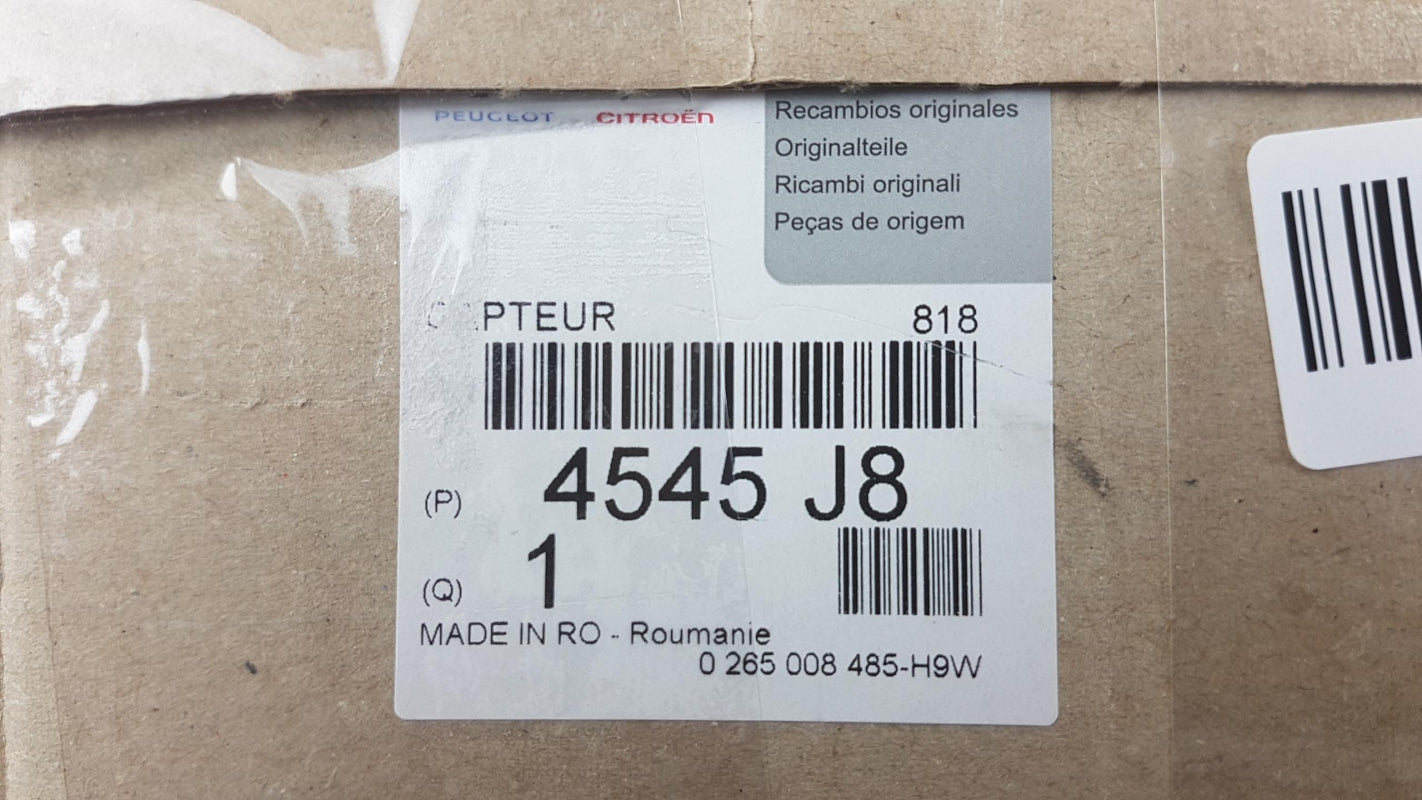 PEUGEOT CITROËN
Recambios originales
Originalteile
Ricambi originali
Peças de origem
CAPTEUR 818
(P) 4545 J8
(Q) 1
MADE IN RO - Roumanie
0 265 008 485-H9W